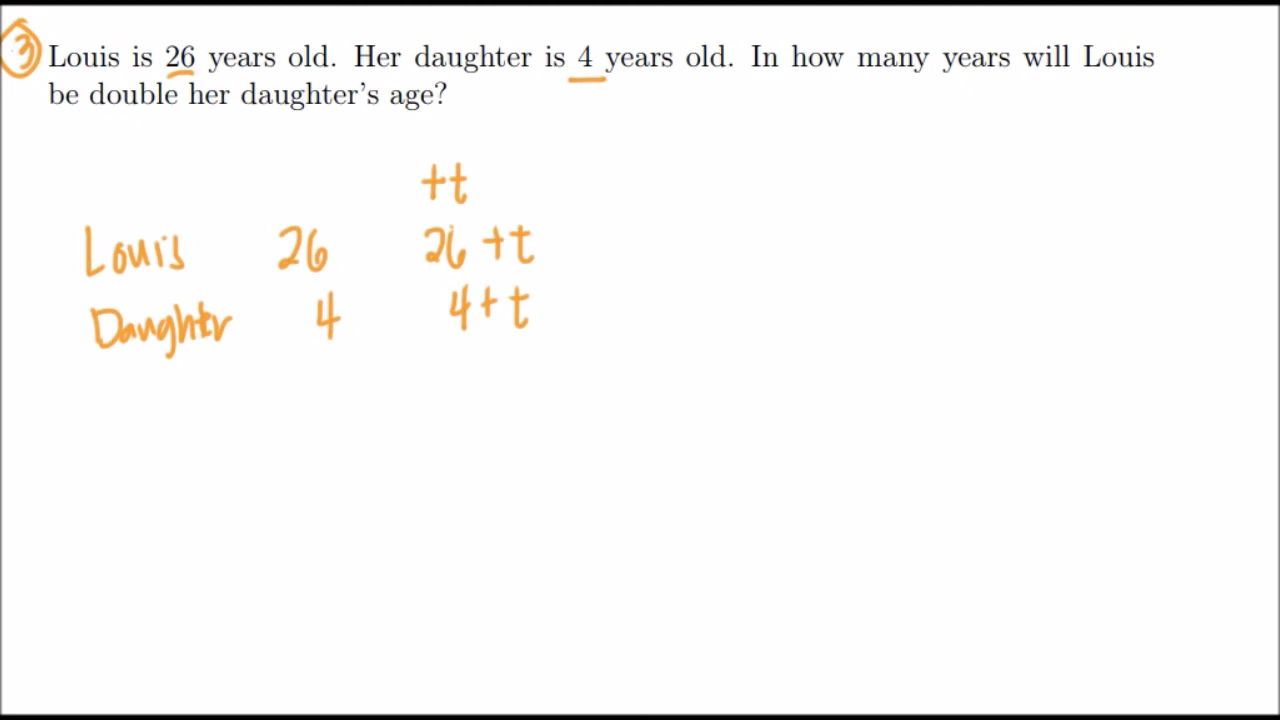 3 Louis is 26 years old. Her daughter is 4 years old. In how many years will Louis
be double her daughter's age?
+t
Louis 26 26 +t
Daughter 4 4+t